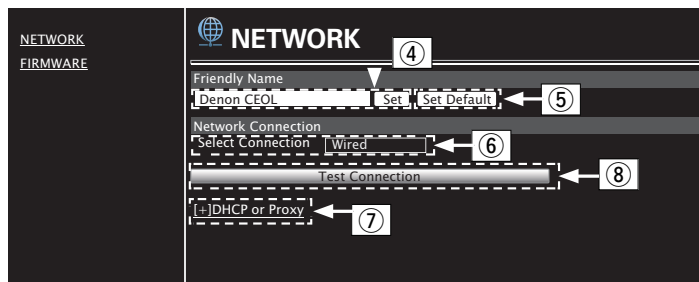 NETWORK
FIRMWARE
NETWORK
④
Friendly Name
Denon CEOL Set Set Default ⑤
Network Connection
Select Connection Wired ⑥
Test Connection ⑧
[+]DHCP or Proxy ⑦